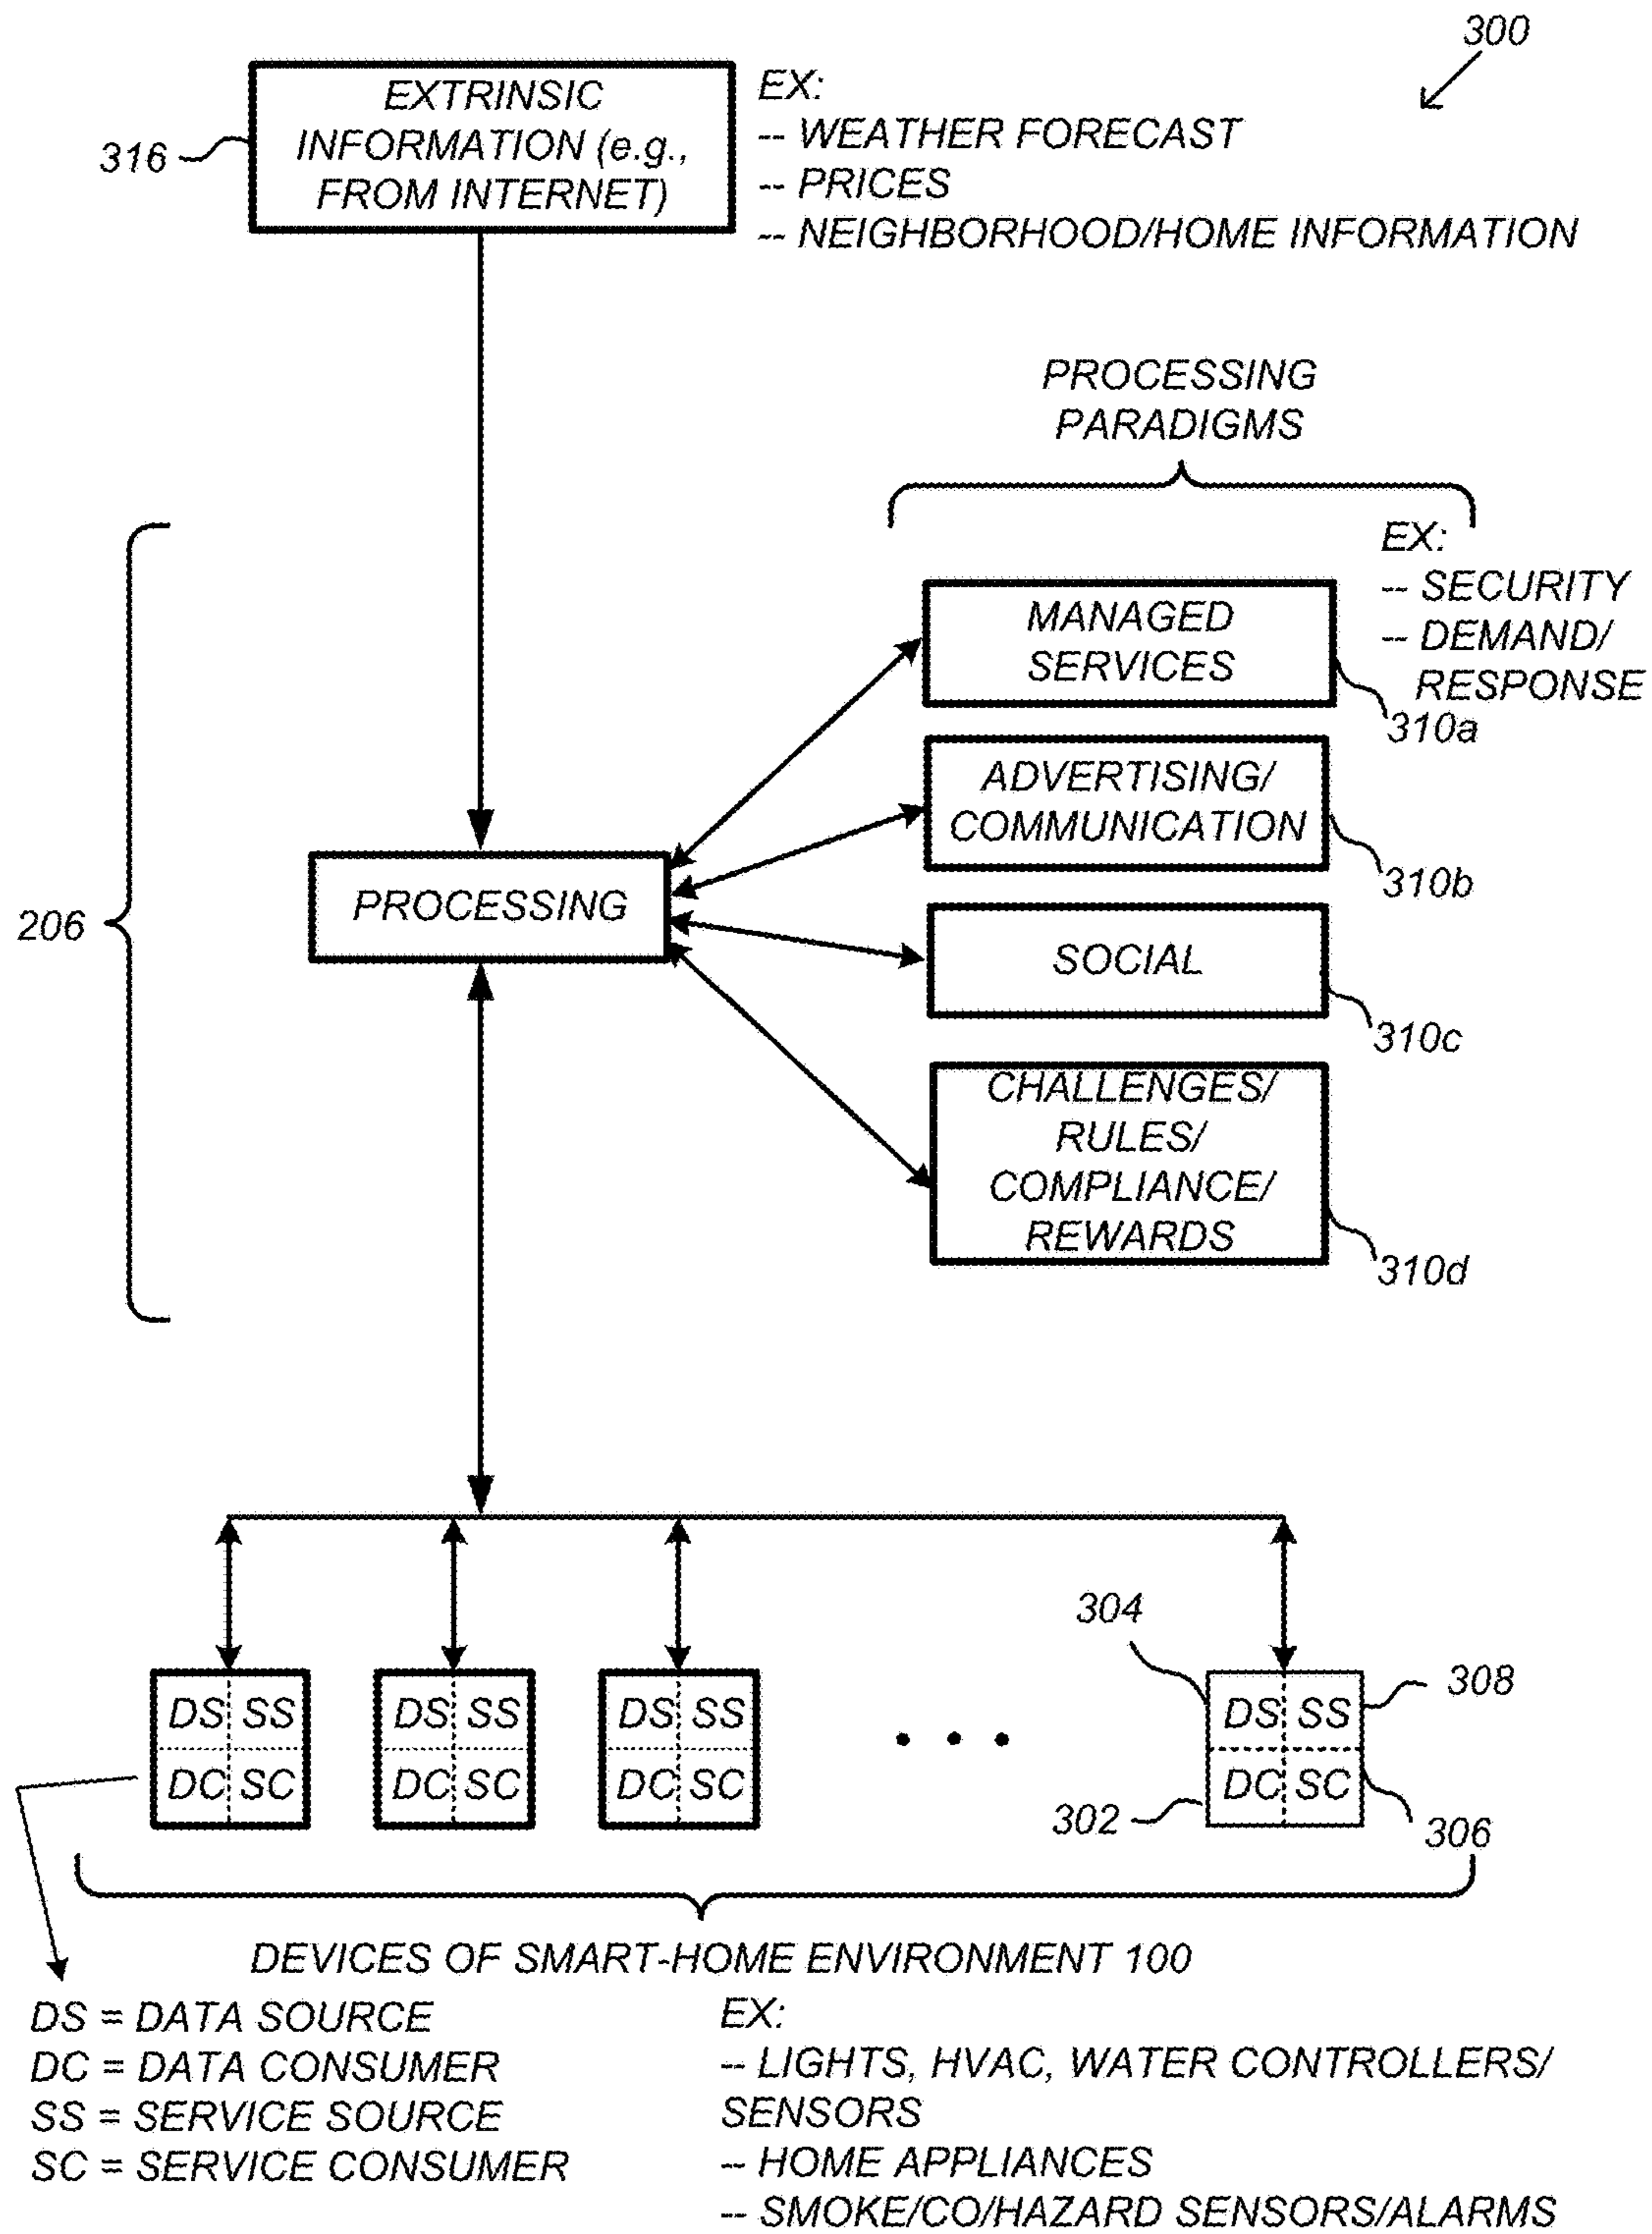 300
EXTRINSIC
INFORMATION (e.g.,
FROM INTERNET)
316
EX:
-- WEATHER FORECAST
-- PRICES
-- NEIGHBORHOOD/HOME INFORMATION
PROCESSING
PARADIGMS
EX:
-- SECURITY
-- DEMAND/
RESPONSE
MANAGED
SERVICES
310a
ADVERTISING/
COMMUNICATION
310b
206
PROCESSING
SOCIAL
310c
CHALLENGES/
RULES/
COMPLIANCE/
REWARDS
310d
304
308
DS SS
DC SC
DS SS
DC SC
DS SS
DC SC
• • •
DS SS
DC SC
302
306
DEVICES OF SMART-HOME ENVIRONMENT 100
DS = DATA SOURCE
DC = DATA CONSUMER
SS = SERVICE SOURCE
SC = SERVICE CONSUMER
EX:
-- LIGHTS, HVAC, WATER CONTROLLERS/
SENSORS
-- HOME APPLIANCES
-- SMOKE/CO/HAZARD SENSORS/ALARMS